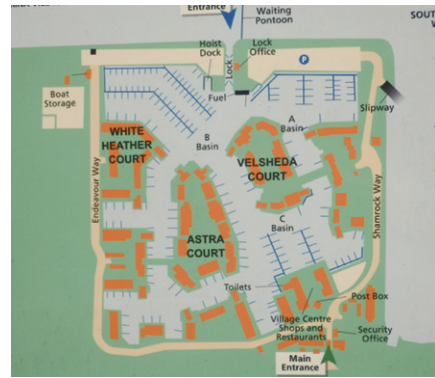 Entrance
Waiting
Pontoon
Hoist
Dock
Lock
Office
Lock
P
Fuel
Boat
Storage
Slipway
A
Basin
B
Basin
WHITE
HEATHER
COURT
VELSHEDA
COURT
Endeavour Way
Shamrock Way
C
Basin
ASTRA
COURT
Toilets
Post Box
Village Centre
Shops and
Restaurants
Security
Office
Main
Entrance